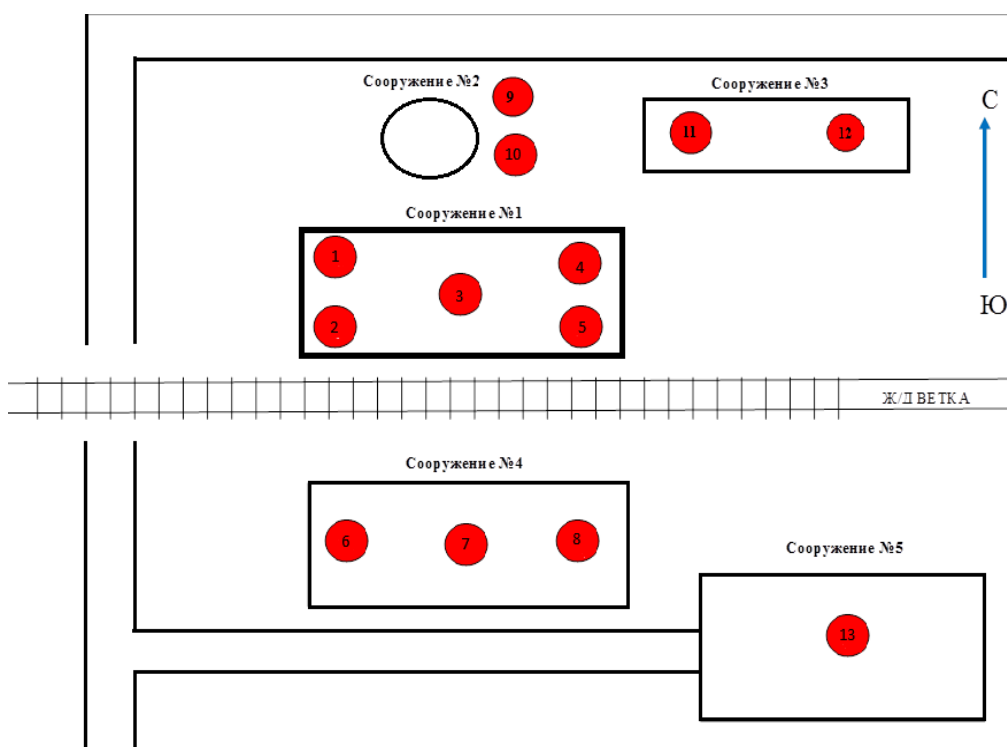 Сооружение №2
9
Сооружение №3
С
11
12
10
Сооружение №1
1
4
3
Ю
2
5
Ж/Д ВЕТКА
Сооружение №4
6
7
8
Сооружение №5
13